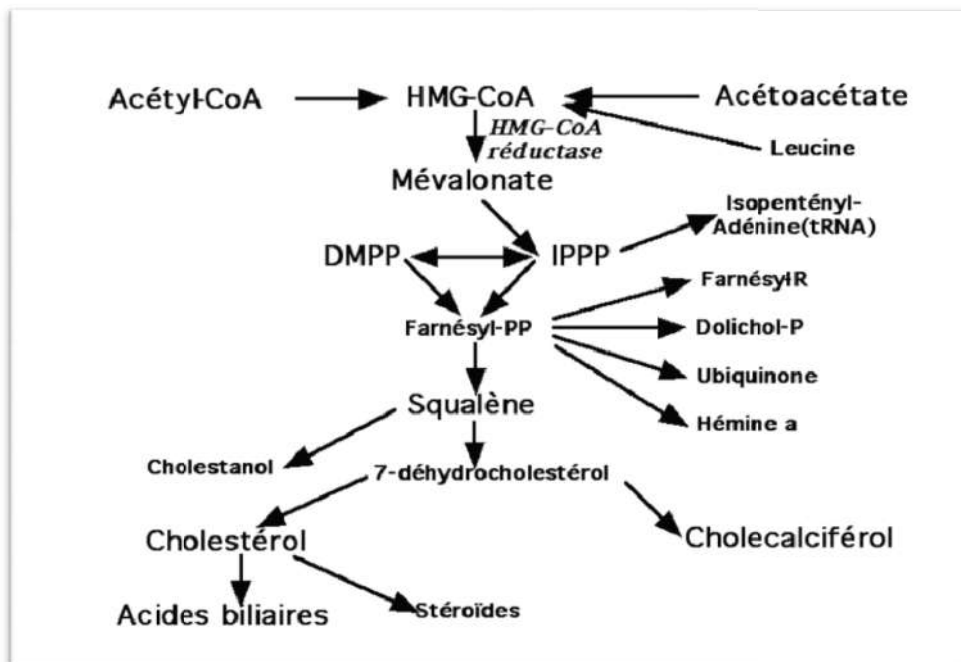 Acétyl-CoA
HMG-CoA
Acétoacétate
HMG-CoA
réductase
Leucine
Mévalonate
Isopentényl-
Adénine(tRNA)
DMPP
IPPP
Farnésyl-PP
Farnésyl-R
Dolichol-P
Ubiquinone
Hémine a
Squalène
Cholestanol
7-déhydrocholestérol
Cholestérol
Cholecalciférol
Acides biliaires
Stéroïdes